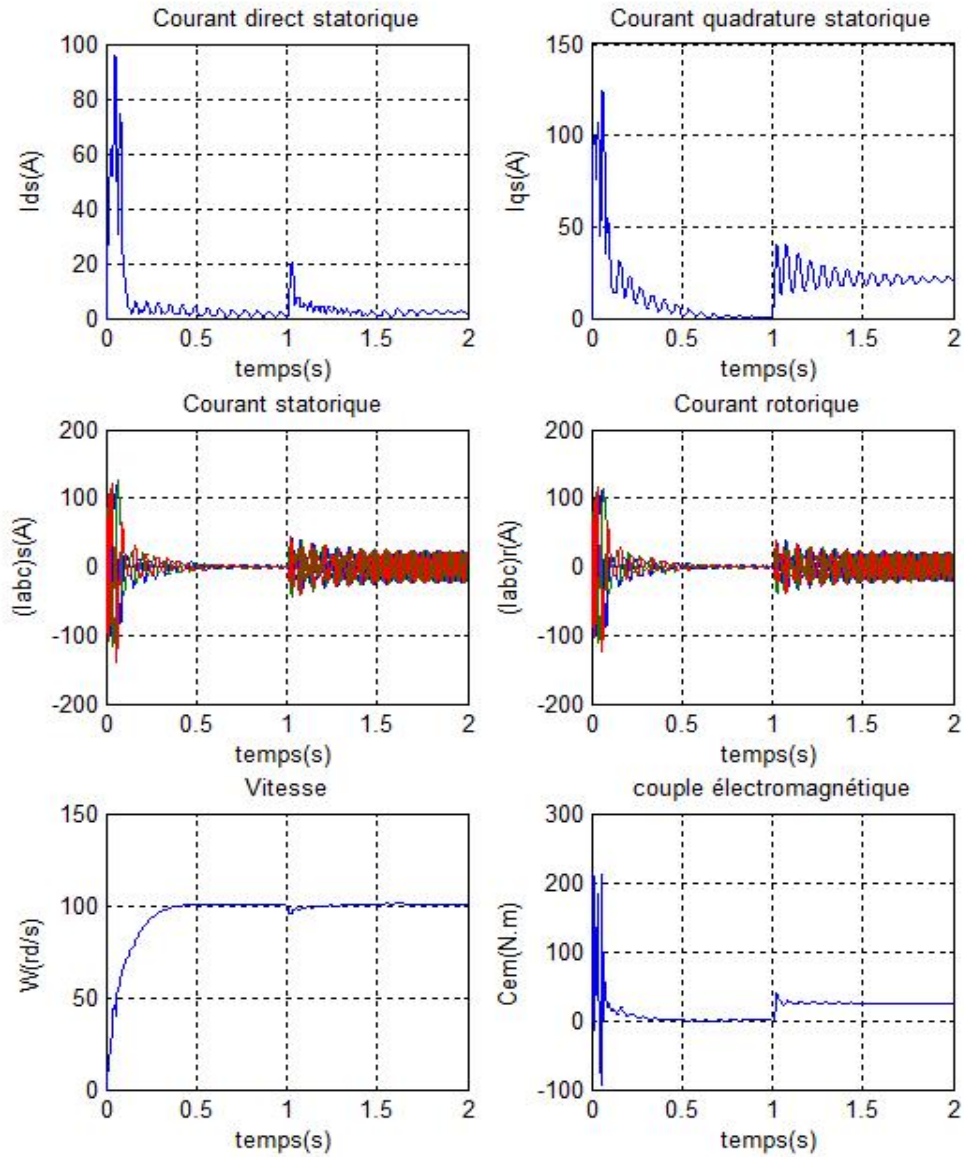 Courant direct statorique
100
80
60
40
20
0
Ids(A)
0 0.5 1 1.5 2
temps(s)
Courant quadrature statorique
150
100
50
0
Iqs(A)
0 0.5 1 1.5 2
temps(s)
Courant statorique
200
100
0
-100
-200
(Iabc)s(A)
0 0.5 1 1.5 2
temps(s)
Courant rotorique
200
100
0
-100
-200
(Iabc)r(A)
0 0.5 1 1.5 2
temps(s)
Vitesse
150
100
50
0
W(rd/s)
0 0.5 1 1.5 2
temps(s)
couple électromagnétique
300
200
100
0
-100
Cem(N.m)
0 0.5 1 1.5 2
temps(s)